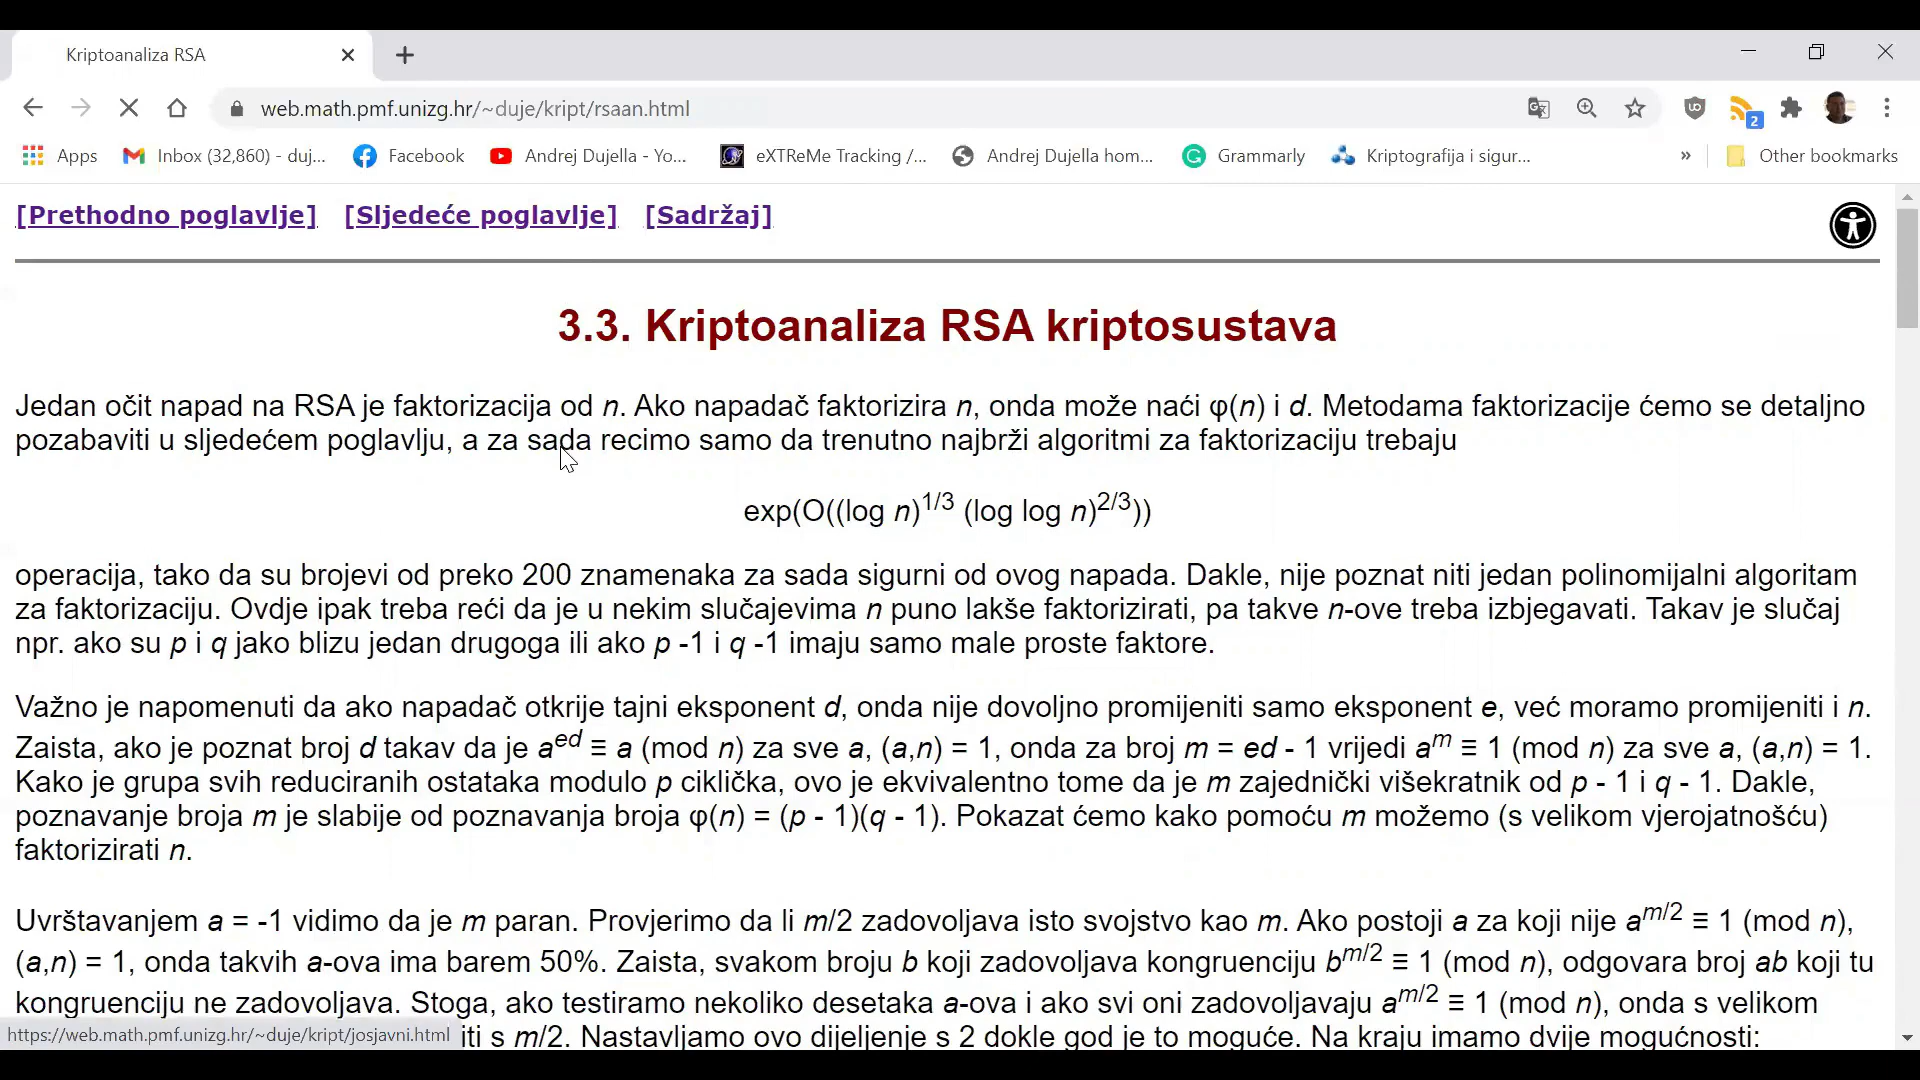 Kriptoanaliza RSA
web.math.pmf.unizg.hr/~duje/kript/rsaan.html
2
Apps
Inbox (32,860) - duj...
Facebook
Andrej Dujella - Yo...
eXTReMe Tracking /...
Andrej Dujella hom...
Grammarly
Kriptografija i sigur...
»
Other bookmarks
[Prethodno poglavlje] [Sljedeće poglavlje] [Sadržaj]
3.3. Kriptoanaliza RSA kriptosustava
Jedan očit napad na RSA je faktorizacija od n. Ako napadač faktorizira n, onda može naći φ(n) i d. Metodama faktorizacije ćemo se detaljno
pozabaviti u sljedećem poglavlju, a za sada recimo samo da trenutno najbrži algoritmi za faktorizaciju trebaju
exp(O((log n)^1/3 (log log n)^2/3))
operacija, tako da su brojevi od preko 200 znamenaka za sada sigurni od ovog napada. Dakle, nije poznat niti jedan polinomijalni algoritam
za faktorizaciju. Ovdje ipak treba reći da je u nekim slučajevima n puno lakše faktorizirati, pa takve n-ove treba izbjegavati. Takav je slučaj
npr. ako su p i q jako blizu jedan drugoga ili ako p -1 i q -1 imaju samo male proste faktore.
Važno je napomenuti da ako napadač otkrije tajni eksponent d, onda nije dovoljno promijeniti samo eksponent e, već moramo promijeniti i n.
Zaista, ako je poznat broj d takav da je a^ed ≡ a (mod n) za sve a, (a,n) = 1, onda za broj m = ed - 1 vrijedi a^m ≡ 1 (mod n) za sve a, (a,n) = 1.
Kako je grupa svih reduciranih ostataka modulo p ciklička, ovo je ekvivalentno tome da je m zajednički višekratnik od p - 1 i q - 1. Dakle,
poznavanje broja m je slabije od poznavanja broja φ(n) = (p - 1)(q - 1). Pokazat ćemo kako pomoću m možemo (s velikom vjerojatnošću)
faktorizirati n.
Uvrštavanjem a = -1 vidimo da je m paran. Provjerimo da li m/2 zadovoljava isto svojstvo kao m. Ako postoji a za koji nije a^m/2 ≡ 1 (mod n),
(a,n) = 1, onda takvih a-ova ima barem 50%. Zaista, svakom broju b koji zadovoljava kongruenciju b^m/2 ≡ 1 (mod n), odgovara broj ab koji tu
kongruenciju ne zadovoljava. Stoga, ako testiramo nekoliko desetaka a-ova i ako svi oni zadovoljavaju a^m/2 ≡ 1 (mod n), onda s velikom
https://web.math.pmf.unizg.hr/~duje/kript/josjavni.html
iti s m/2. Nastavljamo ovo dijeljenje s 2 dokle god je to moguće. Na kraju imamo dvije mogućnosti: